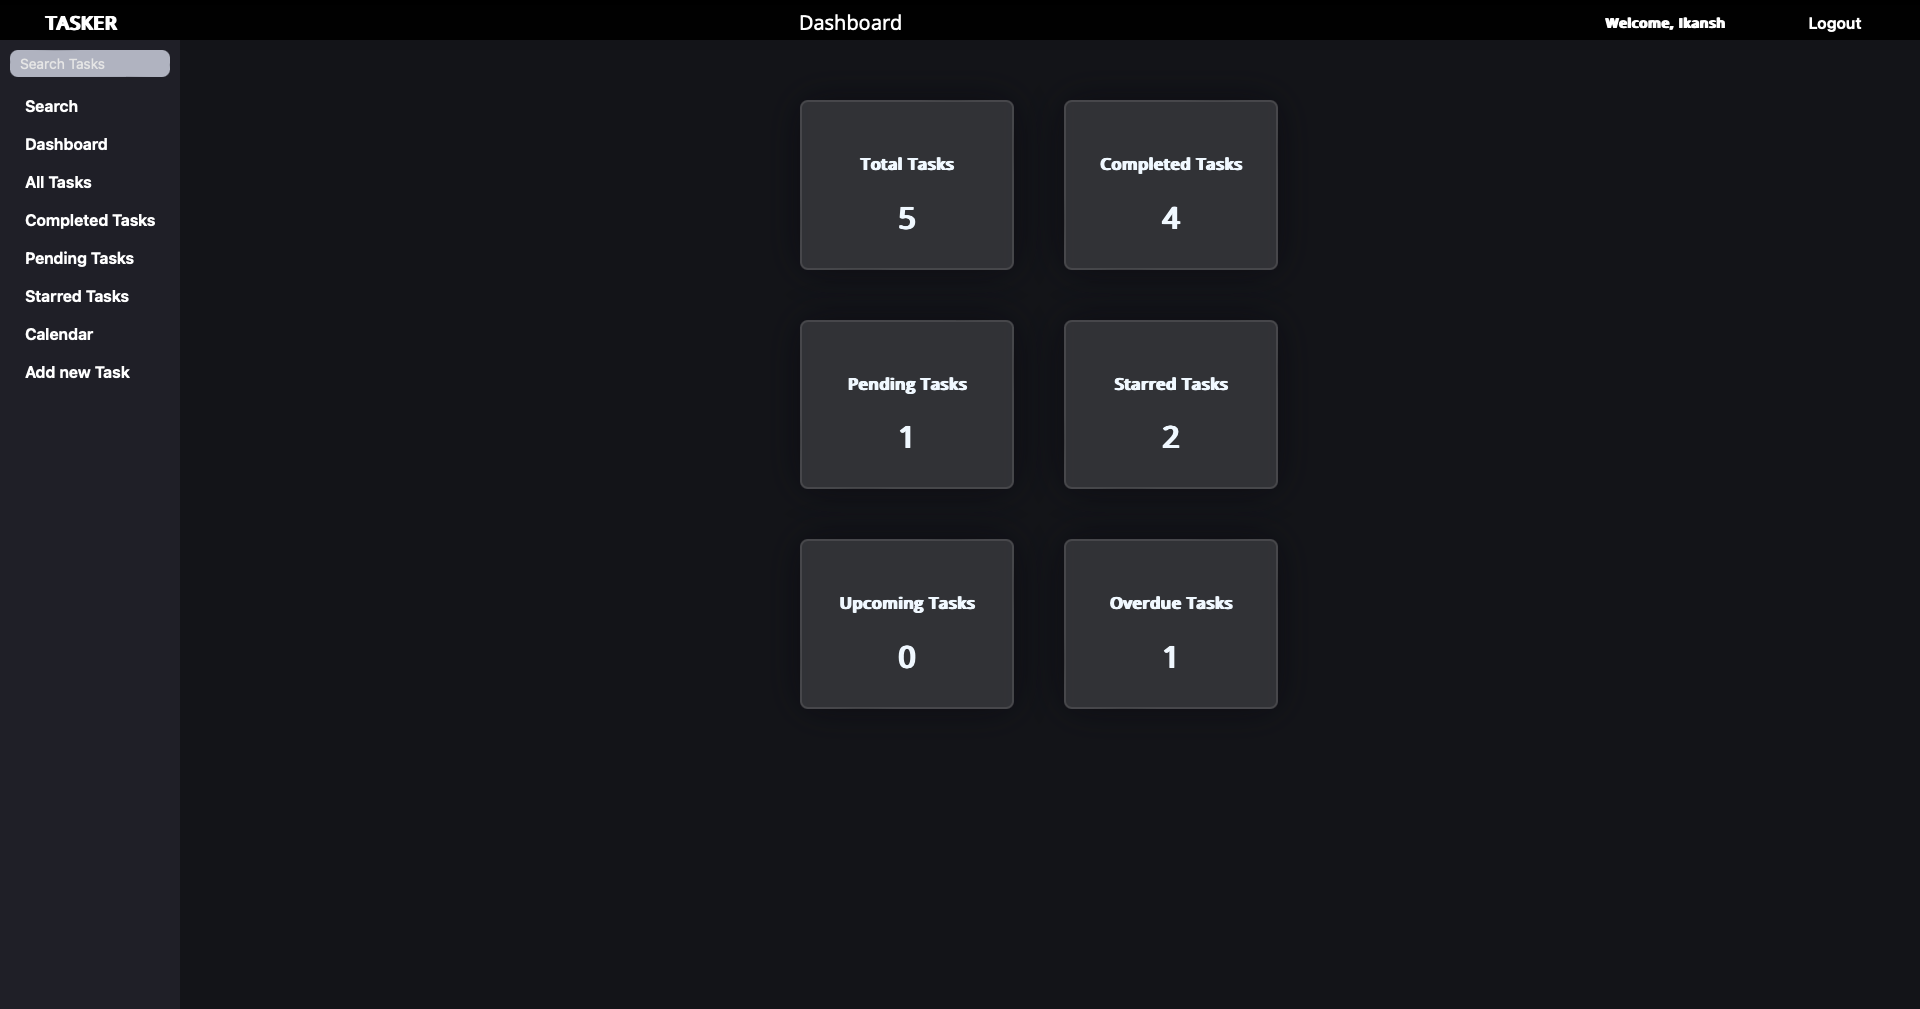 TASKER
Dashboard
Welcome, Ikansh
Logout
Search Tasks
Search
Dashboard
All Tasks
Completed Tasks
Pending Tasks
Starred Tasks
Calendar
Add new Task
Total Tasks
5
Completed Tasks
4
Pending Tasks
1
Starred Tasks
2
Upcoming Tasks
0
Overdue Tasks
1